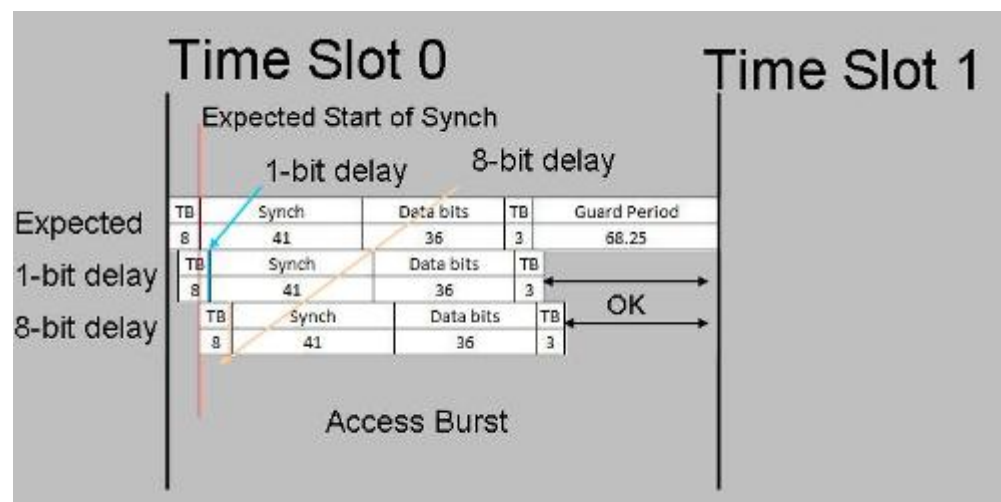 Time Slot 0
Time Slot 1
Expected Start of Synch
1-bit delay
8-bit delay
Expected
TB Synch Data bits TB Guard Period
8 41 36 3 68.25
1-bit delay
TB Synch Data bits TB
8 41 36 3
OK
8-bit delay
TB Synch Data bits TB
8 41 36 3
Access Burst